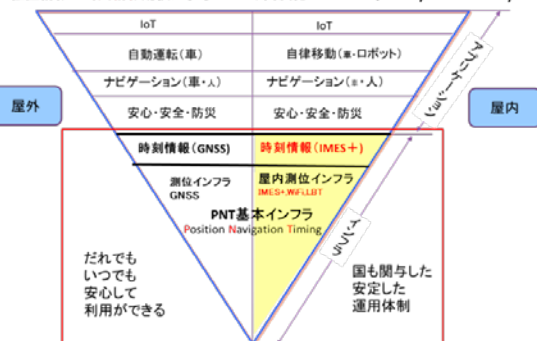 IoT
IoT
自動運転(車)
自律移動(車・ロボット)
アプリケーション
ナビゲーション(車・人)
ナビゲーション(車・人)
屋外
安心・安全・防災
安心・安全・防災
屋内
時刻情報(GNSS)
時刻情報(IMES+)
測位インフラ
GNSS
屋内測位インフラ
IMES+,WiFi,LBT
PNT基本インフラ
Position Navigation Timing
インフラ
だれでも
いつでも
安心して
利用ができる
国も関与した
安定した
運用体制